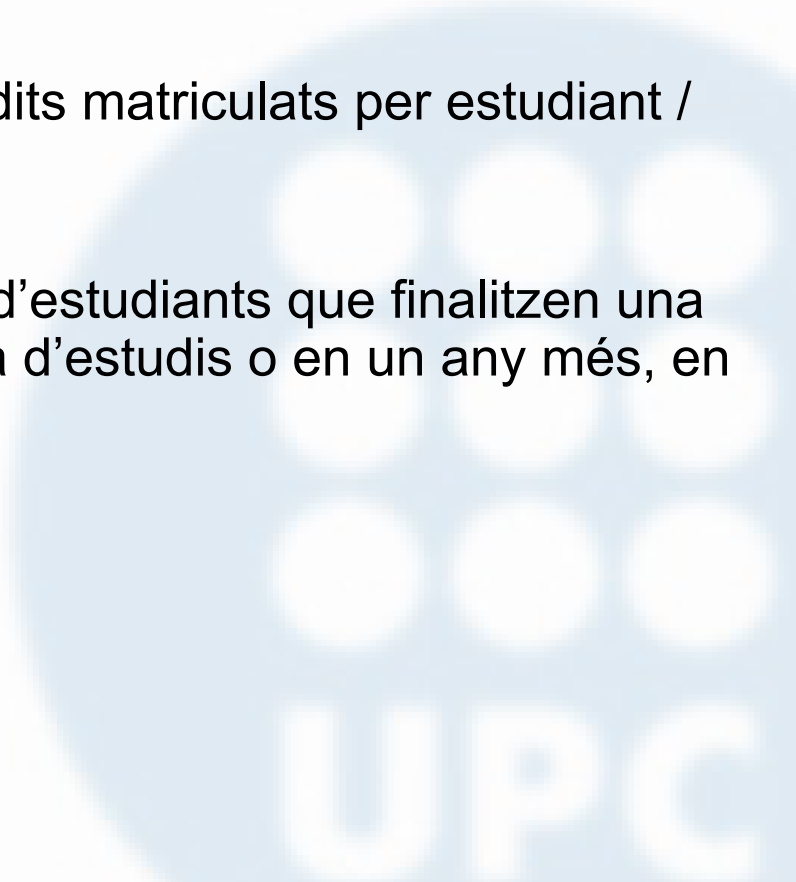 dits matriculats per estudiant /
d’estudiants que finalitzen una
a d’estudis o en un any més, en
UPC